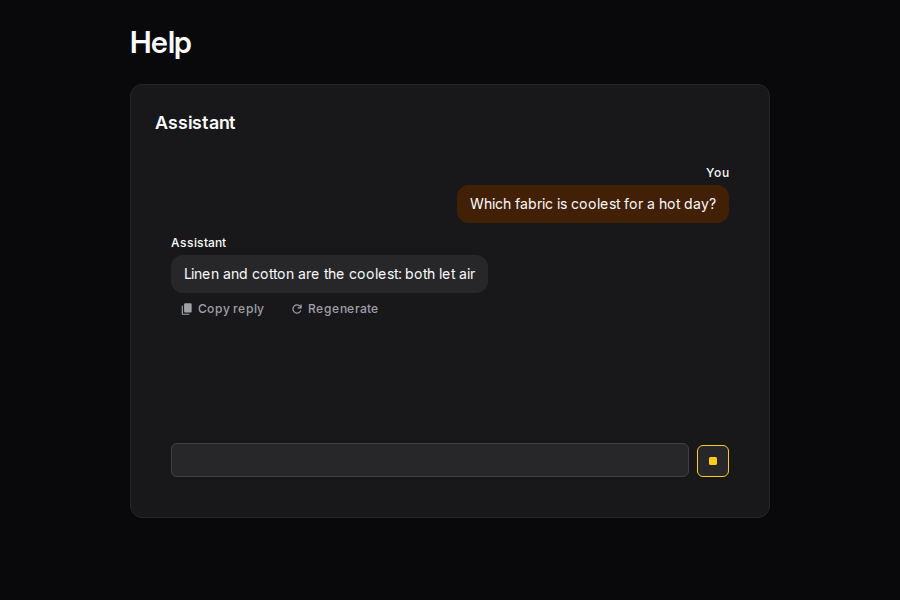 Help
Assistant
You
Which fabric is coolest for a hot day?
Assistant
Linen and cotton are the coolest: both let air
Copy reply
Regenerate